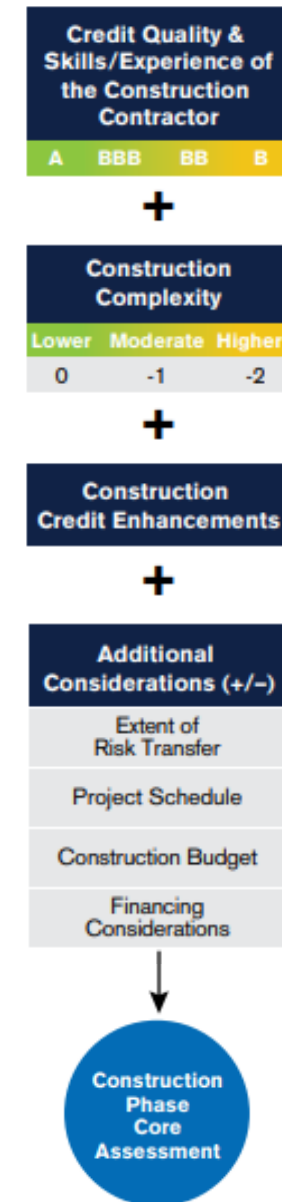 Credit Quality &
Skills/Experience of
the Construction
Contractor
A BBB BB B
+
Construction
Complexity
Lower Moderate Higher
0 -1 -2
+
Construction
Credit Enhancements
+
Additional
Considerations (+/–)
Extent of
Risk Transfer
Project Schedule
Construction Budget
Financing
Considerations
Construction
Phase
Core
Assessment